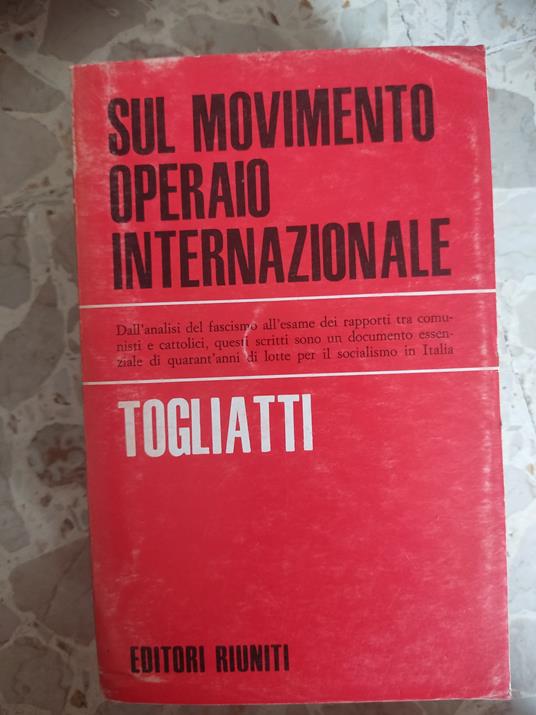 SUL MOVIMENTO
OPERAIO
INTERNAZIONALE
Dall'analisi del fascismo all'esame dei rapporti tra comu-
nisti e cattolici, questi scritti sono un documento essen-
ziale di quarant'anni di lotte per il socialismo in Italia
TOGLIATTI
EDITORI RIUNITI